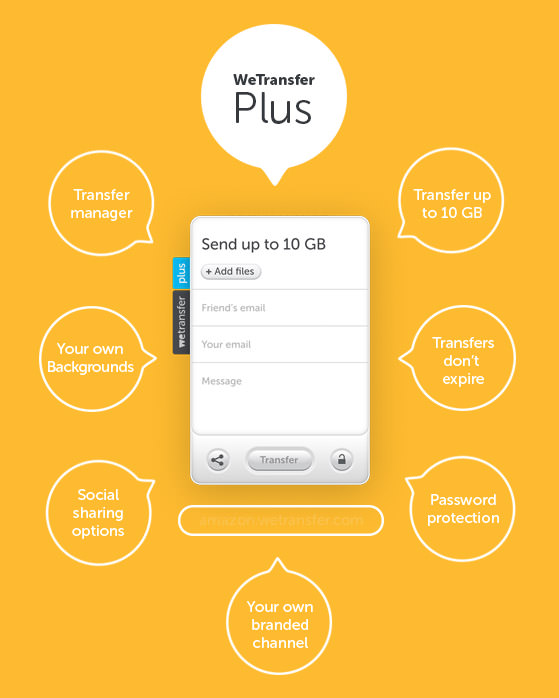 WeTransfer
Plus
Transfer
manager
Transfer up
to 10 GB
Send up to 10 GB
+ Add files
plus
wetransfer
Friend's email
Your email
Message
Your own
Backgrounds
Transfers
don't
expire
Transfer
Social
sharing
options
Password
protection
amazon.wetransfer.com
Your own
branded
channel